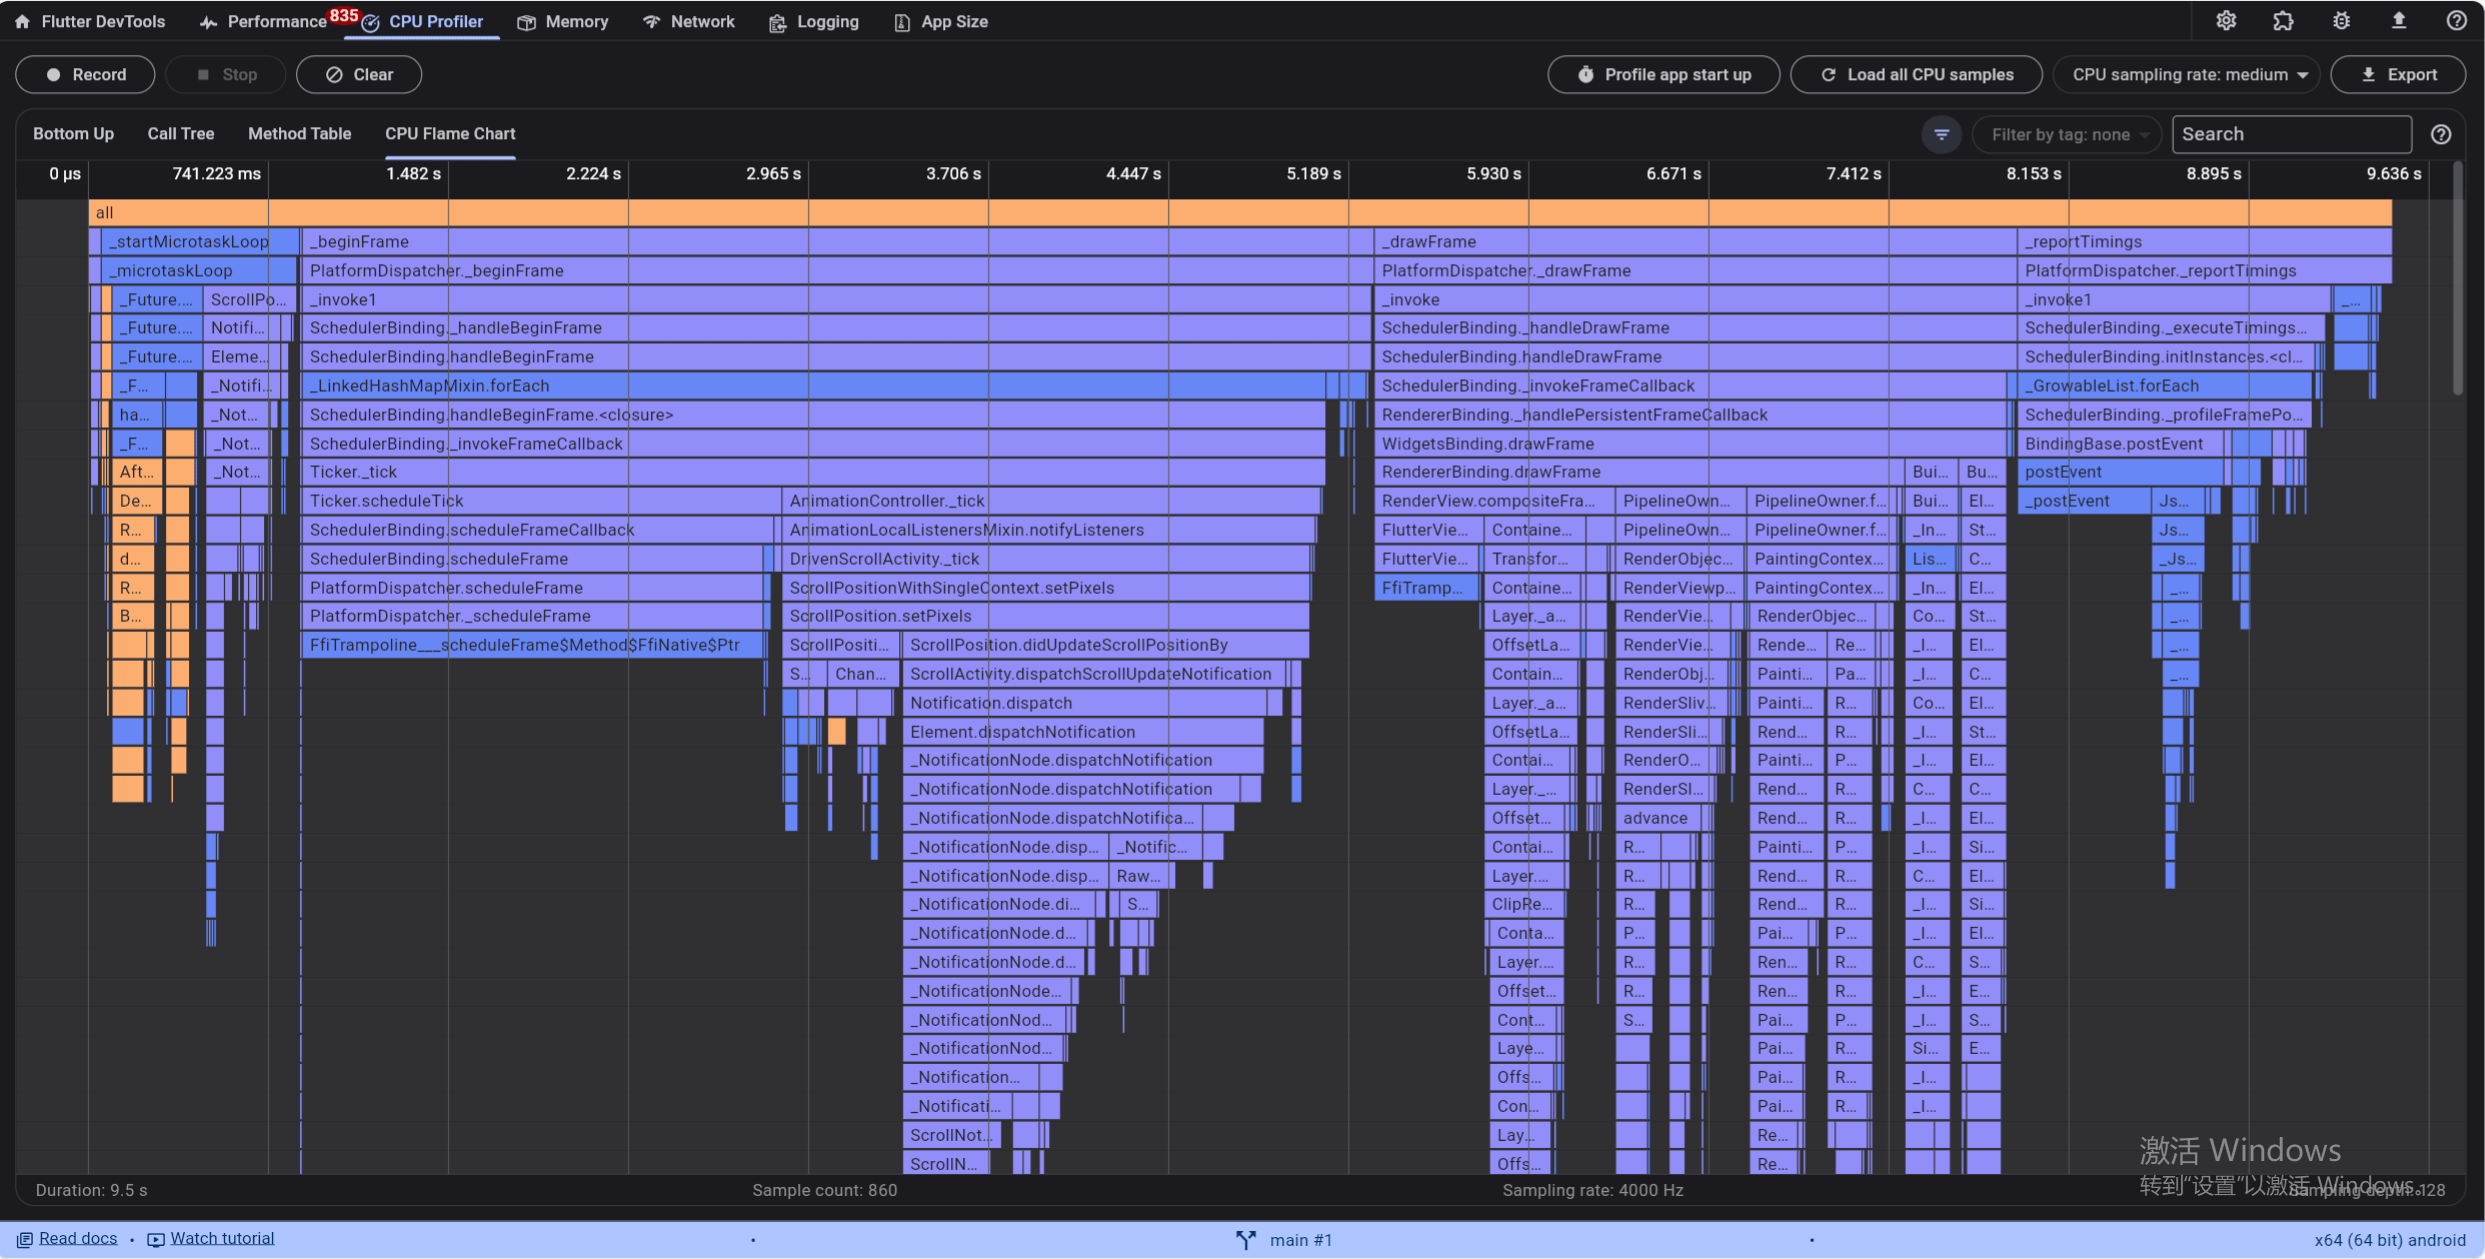 Flutter DevTools Performance 835 CPU Profiler Memory Network Logging App Size
Record Stop Clear Profile app start up Load all CPU samples CPU sampling rate: medium Export
Bottom Up Call Tree Method Table CPU Flame Chart Filter by tag: none Search
0 µs 741.223 ms 1.482 s 2.224 s 2.965 s 3.706 s 4.447 s 5.189 s 5.930 s 6.671 s 7.412 s 8.153 s 8.895 s 9.636 s
all
_startMicrotaskLoop _beginFrame _drawFrame _reportTimings
_microtaskLoop PlatformDispatcher._beginFrame PlatformDispatcher._drawFrame PlatformDispatcher._reportTimings
_Future.… ScrollPo… _invoke1 _invoke _invoke1 _…
_Future.… Notifi… SchedulerBinding._handleBeginFrame SchedulerBinding._handleDrawFrame SchedulerBinding._executeTimings…
_Future.… Eleme… SchedulerBinding.handleBeginFrame SchedulerBinding.handleDrawFrame SchedulerBinding.initInstances.<cl…
_F… _Notifi… _LinkedHashMapMixin.forEach SchedulerBinding._invokeFrameCallback _GrowableList.forEach
ha… _Not… SchedulerBinding.handleBeginFrame.<closure> RendererBinding._handlePersistentFrameCallback SchedulerBinding._profileFramePo…
_F… _Not… SchedulerBinding._invokeFrameCallback WidgetsBinding.drawFrame BindingBase.postEvent
Aft… _Not… Ticker._tick RendererBinding.drawFrame Bui… Bu… postEvent
De… Ticker.scheduleTick AnimationController._tick RenderView.compositeFra… PipelineOwn… PipelineOwner.f… Bui… El… _postEvent Js…
R… SchedulerBinding.scheduleFrameCallback AnimationLocalListenersMixin.notifyListeners FlutterVie… Containe… PipelineOwn… PipelineOwner.f… _In… St… Js…
d… SchedulerBinding.scheduleFrame DrivenScrollActivity._tick FlutterVie… Transfor… RenderObjec… PaintingContex… Lis… C… _Js…
R… PlatformDispatcher.scheduleFrame ScrollPositionWithSingleContext.setPixels FfiTramp… Containe… RenderViewp… PaintingContex… _In… El… _…
B… PlatformDispatcher._scheduleFrame ScrollPosition.setPixels Layer._a… RenderVie… RenderObjec… Co… St… _…
FfiTrampoline___scheduleFrame$Method$FfiNative$Ptr ScrollPositi… ScrollPosition.didUpdateScrollPositionBy OffsetLa… RenderVie… Rende… Re… _I… El… _…
S… Chan… ScrollActivity.dispatchScrollUpdateNotification Contain… RenderObj… Painti… Pa… _I… C… _…
Notification.dispatch Layer._a… RenderSliv… Painti… R… Co… El…
Element.dispatchNotification OffsetLa… RenderSli… Rend… R… _I… St…
_NotificationNode.dispatchNotification Contai… RenderO… Painti… P… _I… El…
_NotificationNode.dispatchNotification Layer._… RenderSl… Rend… R… C… C…
_NotificationNode.dispatchNotifica… Offset… advance Rend… R… _I… El…
_NotificationNode.disp… _Notific… Contai… R… Painti… P… _I… Si…
_NotificationNode.disp… Raw… Layer.… R… Rend… R… C… El…
_NotificationNode.di… S… ClipRe… R… Rend… R… _I… Si…
_NotificationNode.d… Conta… P… Pai… P… _I… El…
_NotificationNode.d… Layer.… R… Ren… R… C… S…
_NotificationNode… Offset… R… Ren… R… _I… E…
_NotificationNod… Cont… S… Pai… P… _I… S…
_NotificationNod… Laye… Pai… R… Si… E…
_Notification… Offs… Pai… R… _I…
_Notificati… Con… Pai… R… _I…
ScrollNot… Lay… Re…
ScrollN… Offs… Re…
激活 Windows
转到“设置”以激活 Windows。
Duration: 9.5 s Sample count: 860 Sampling rate: 4000 Hz Sampling depth: 128
Read docs • Watch tutorial • main #1 • x64 (64 bit) android